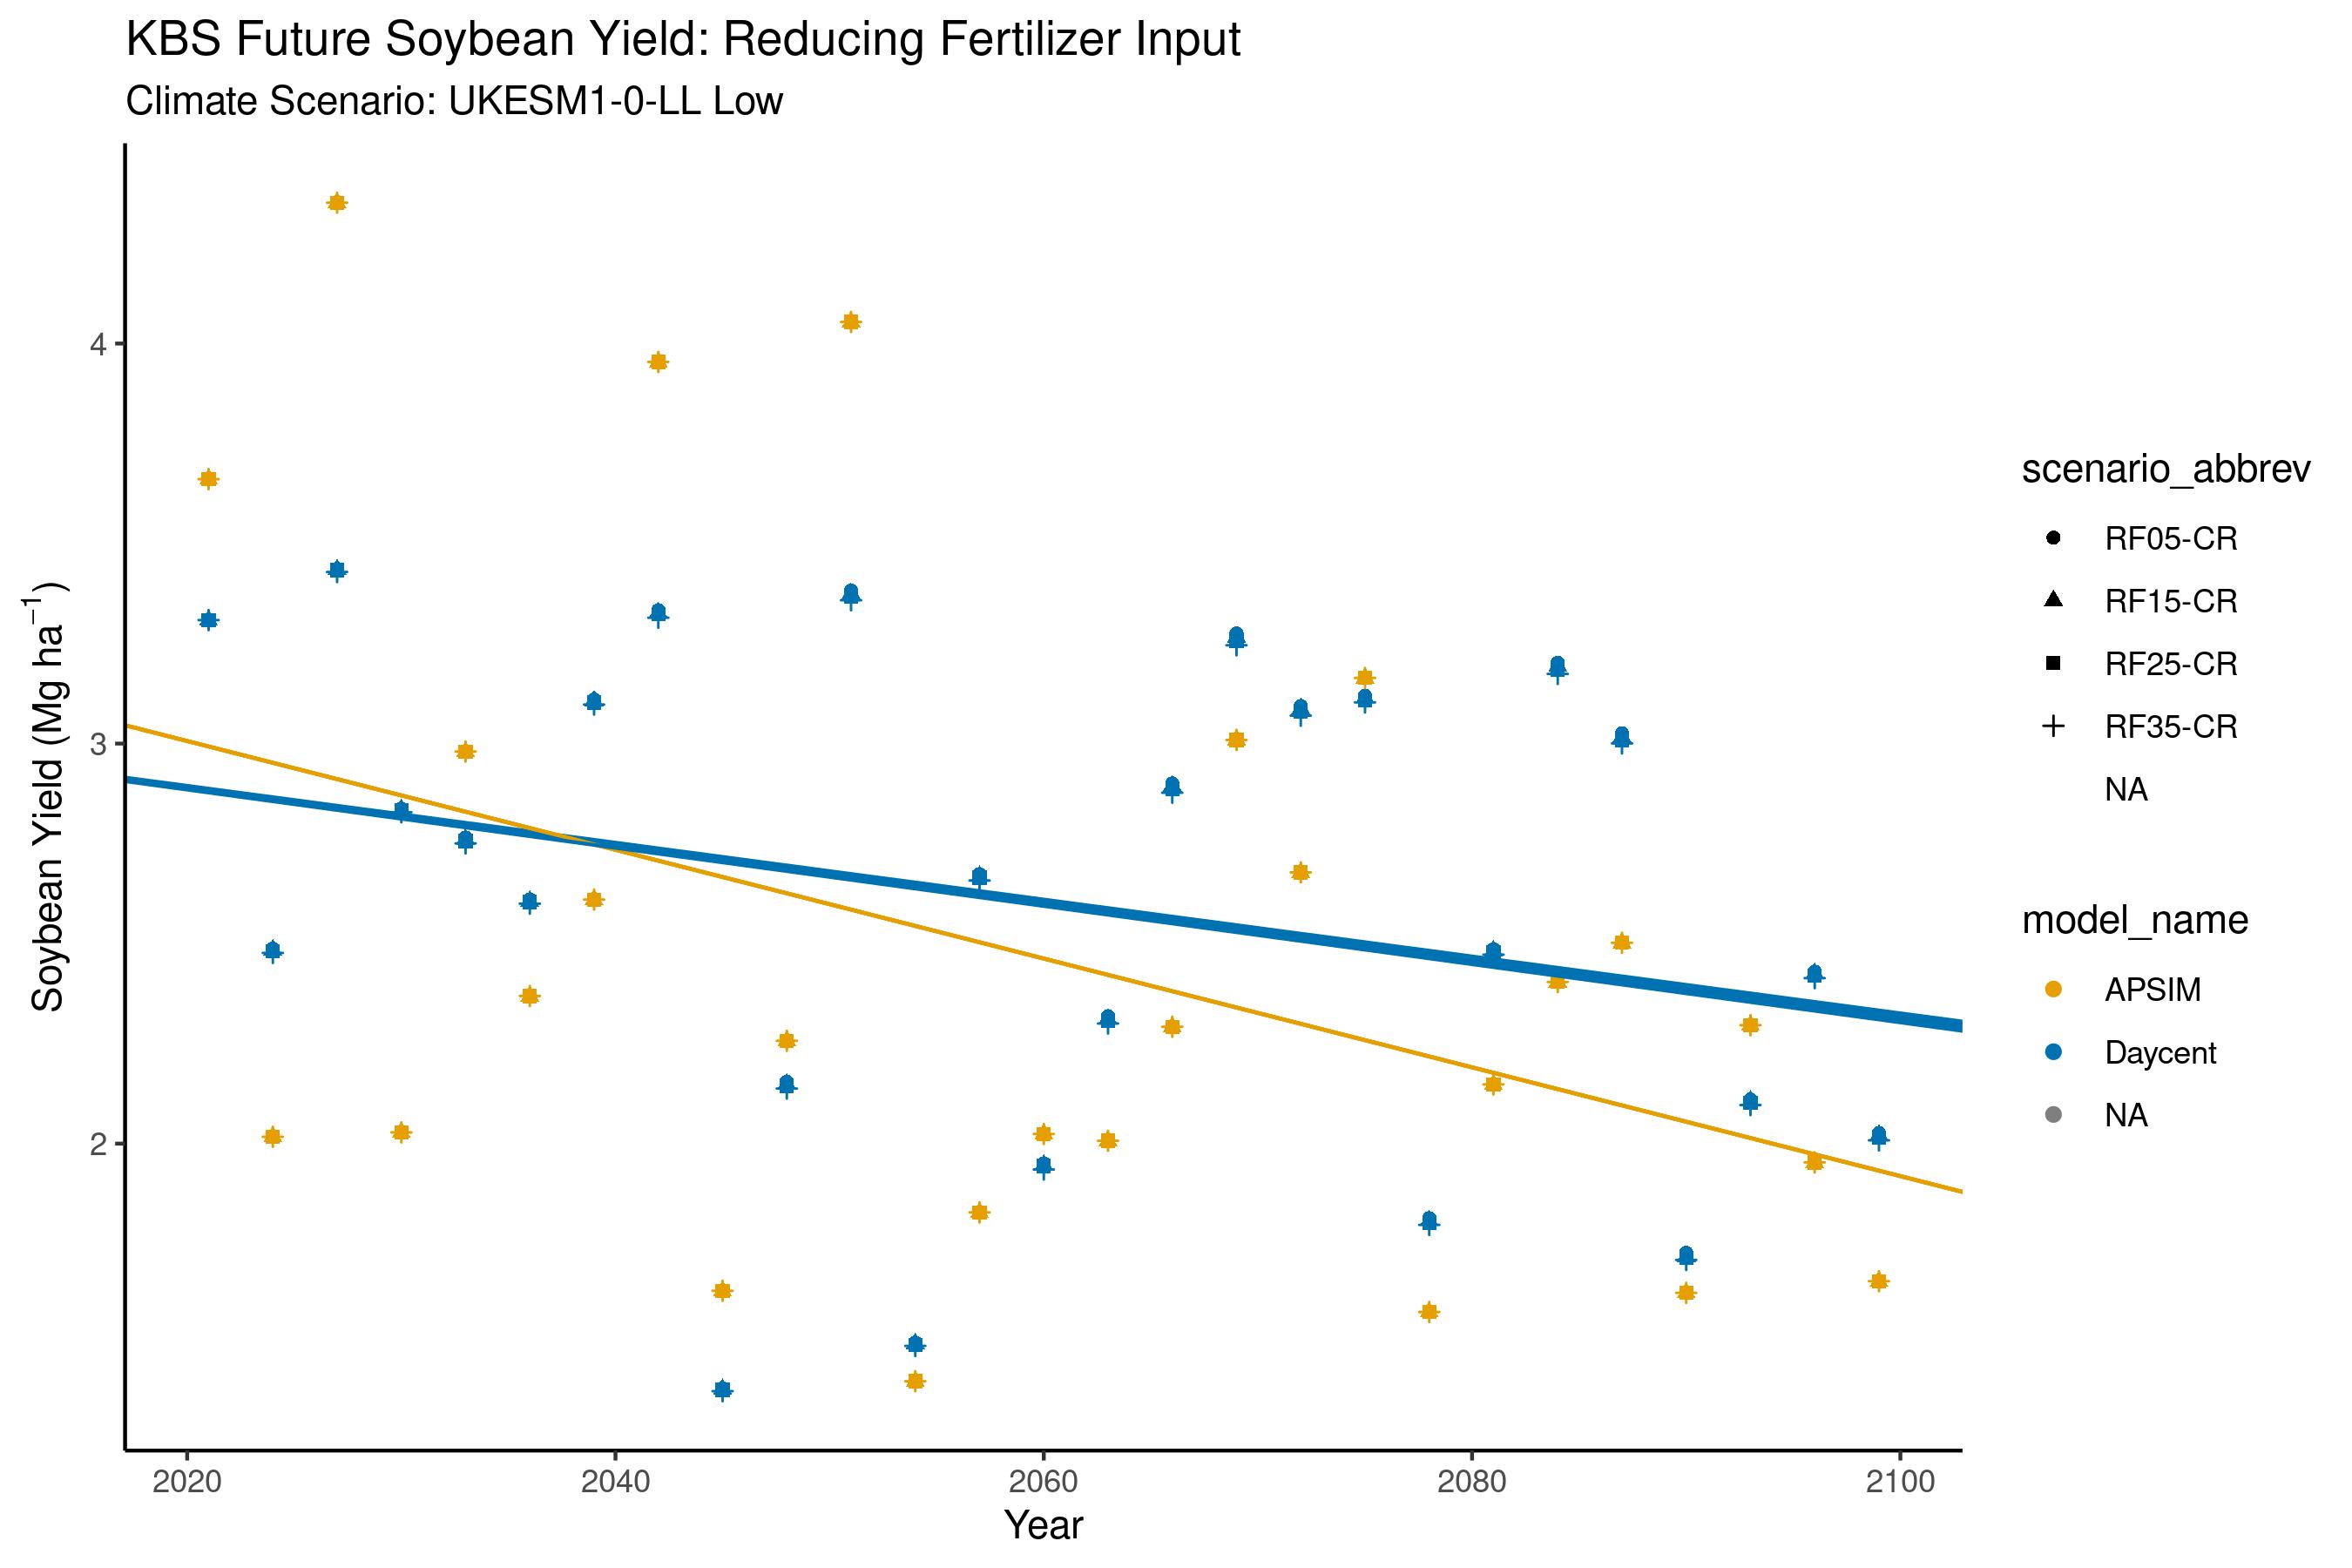 KBS Future Soybean Yield: Reducing Fertilizer Input
Climate Scenario: UKESM1-0-LL Low
Soybean Yield (Mg ha⁻¹)
4
3
2
2020
2040
2060
2080
2100
Year
scenario_abbrev
RF05-CR
RF15-CR
RF25-CR
RF35-CR
NA
model_name
APSIM
Daycent
NA